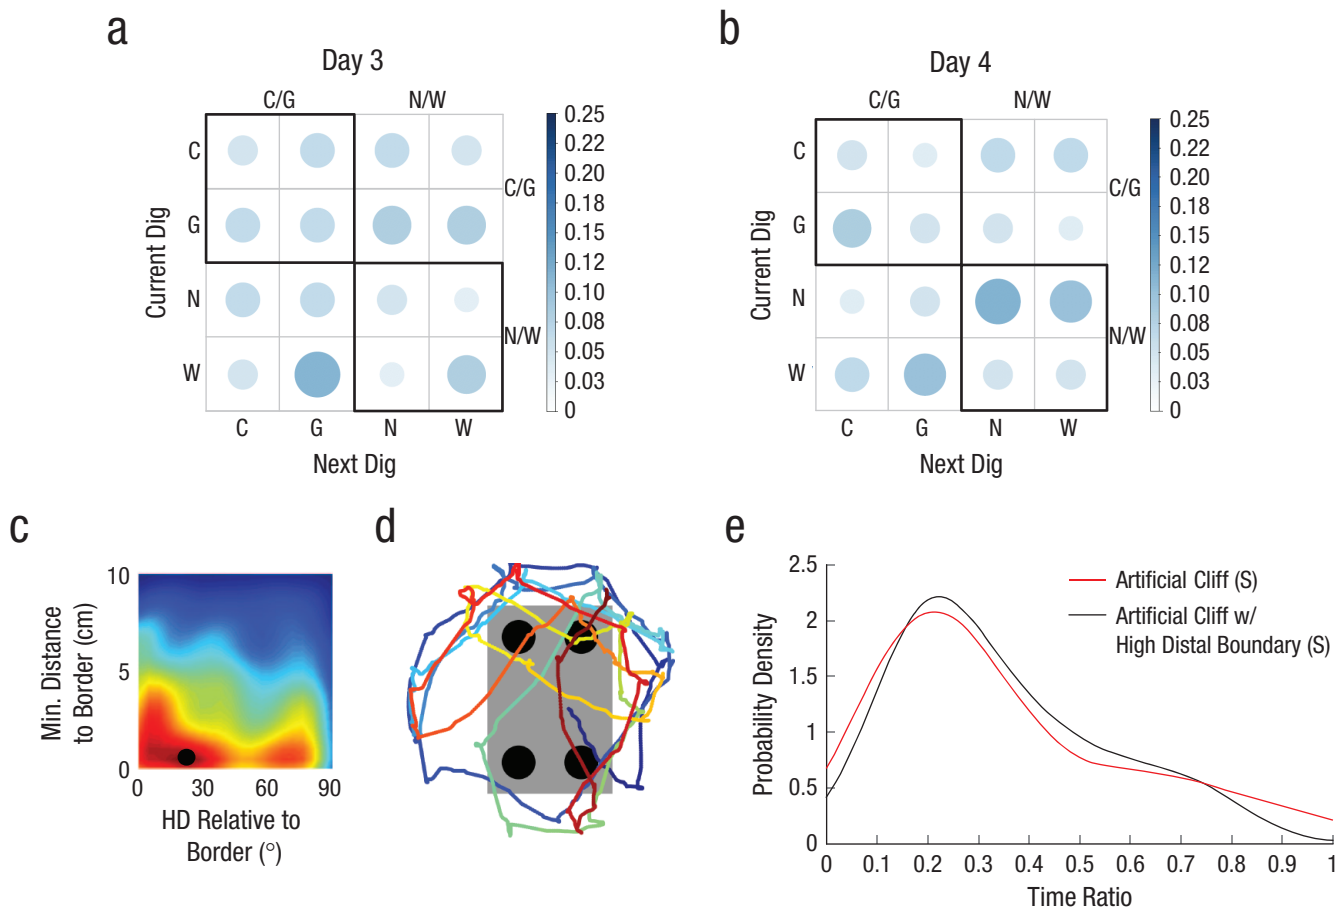 a
Day 3
C/G N/W
C
G
N
W
Current Dig
C/G
N/W
C G N W
Next Dig
0.25
0.22
0.20
0.17
0.15
0.12
0.10
0.08
0.05
0.03
0
b
Day 4
C/G N/W
C
G
N
W
Current Dig
C/G
N/W
C G N W
Next Dig
0.25
0.22
0.20
0.17
0.15
0.12
0.10
0.08
0.05
0.03
0
c
10
5
0
Min. Distance
to Border (cm)
0 30 60 90
HD Relative to
Border (°)
d
e
2.5
2
1.5
1
0.5
0
Probability Density
Artificial Cliff (S)
Artificial Cliff w/
High Distal Boundary (S)
0 0.1 0.2 0.3 0.4 0.5 0.6 0.7 0.8 0.9 1
Time Ratio